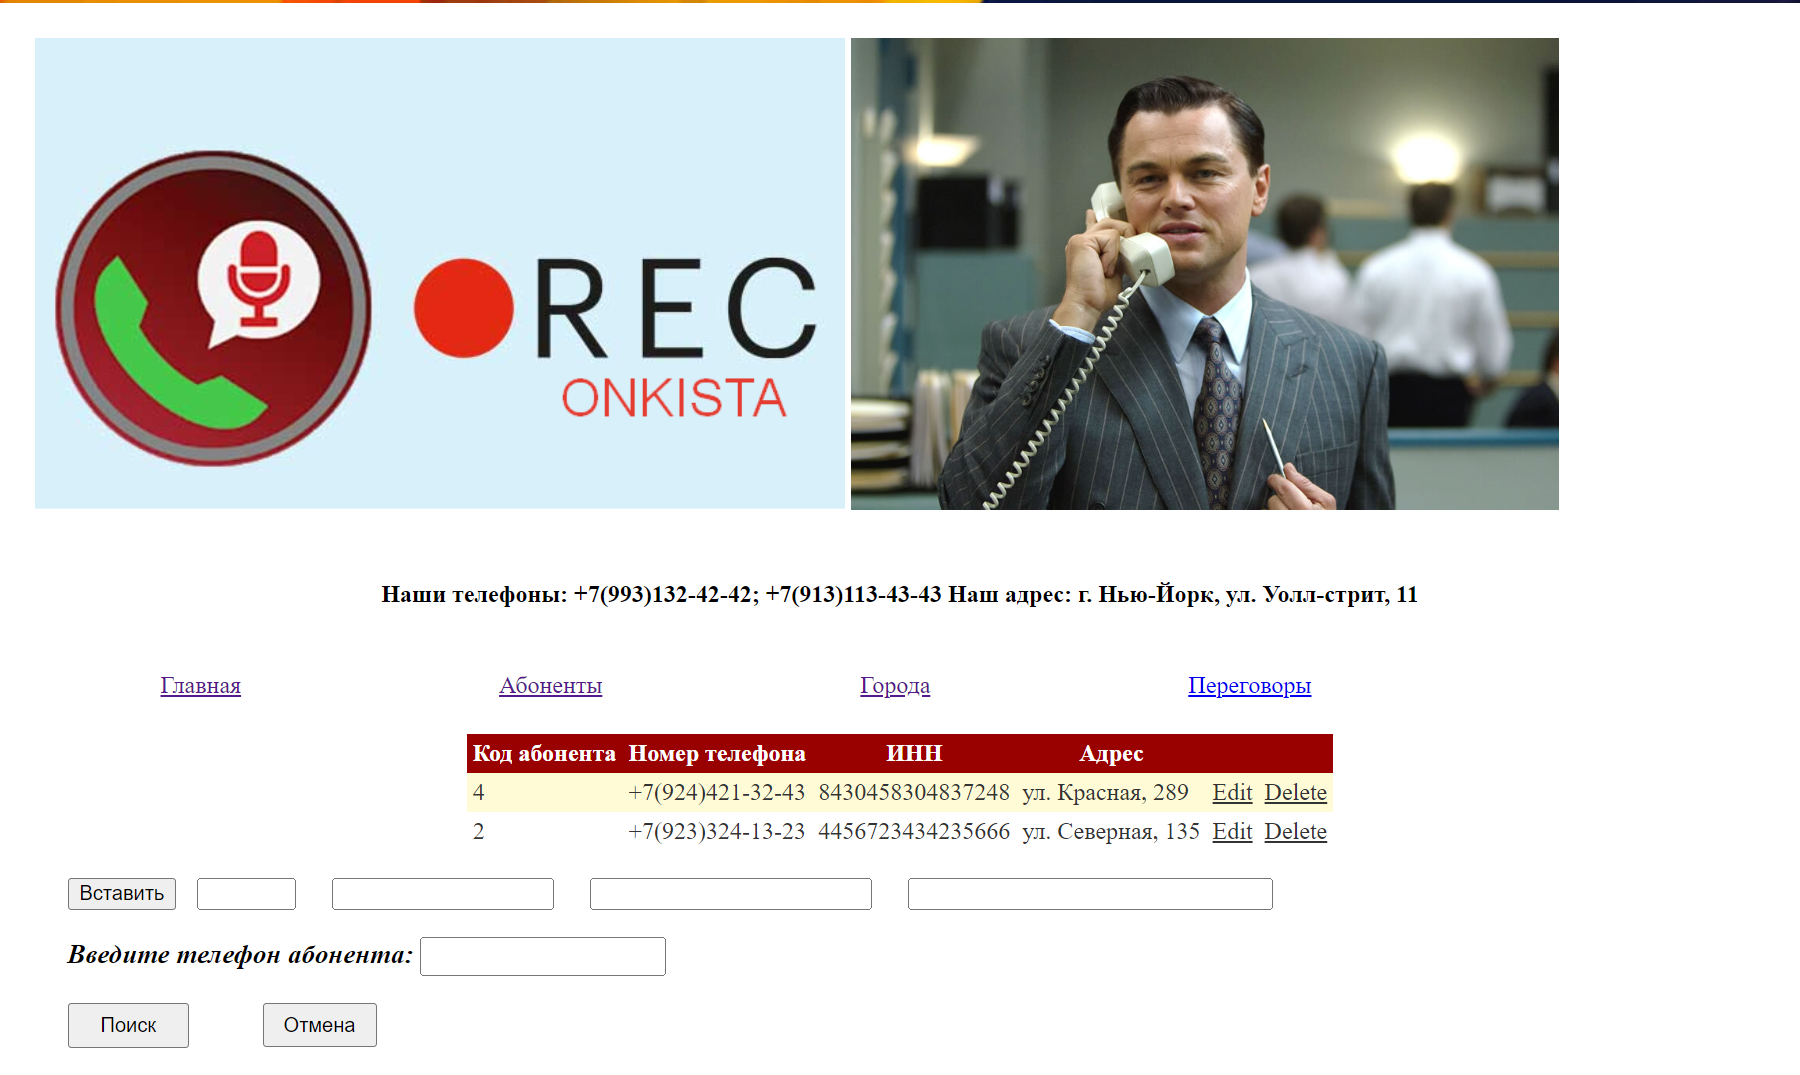 REC
ONKISTA
Наши телефоны: +7(993)132-42-42; +7(913)113-43-43 Наш адрес: г. Нью-Йорк, ул. Уолл-стрит, 11
Главная Абоненты Города Переговоры
Код абонента Номер телефона ИНН Адрес
4 +7(924)421-32-43 8430458304837248 ул. Красная, 289 Edit Delete
2 +7(923)324-13-23 4456723434235666 ул. Северная, 135 Edit Delete
Вставить
Введите телефон абонента:
Поиск Отмена